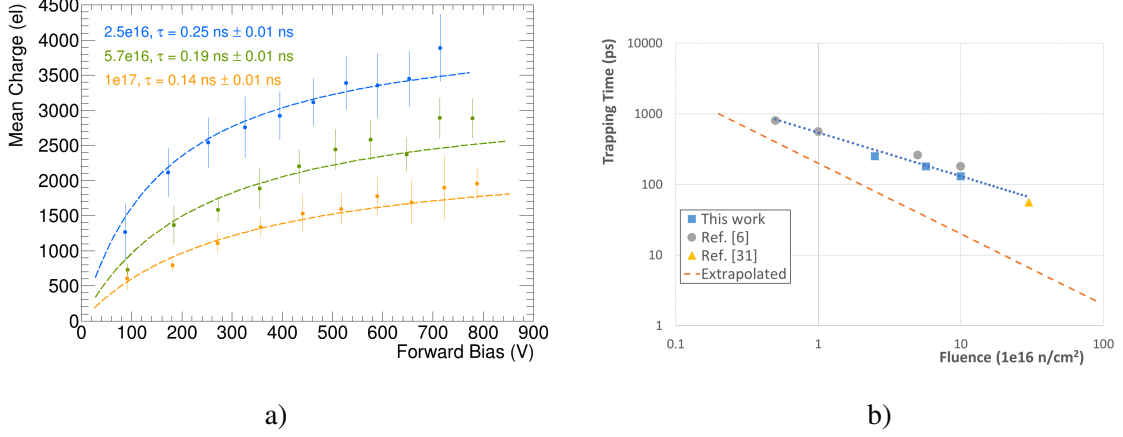 Mean Charge (el)
4500
4000
3500
3000
2500
2000
1500
1000
500
0
2.5e16, τ = 0.25 ns ± 0.01 ns
5.7e16, τ = 0.19 ns ± 0.01 ns
1e17, τ = 0.14 ns ± 0.01 ns
0 100 200 300 400 500 600 700 800 900
Forward Bias (V)
a)
Trapping Time (ps)
10000
1000
100
10
1
This work
Ref. [6]
Ref. [31]
Extrapolated
0.1 1 10 100
Fluence (1e16 n/cm²)
b)